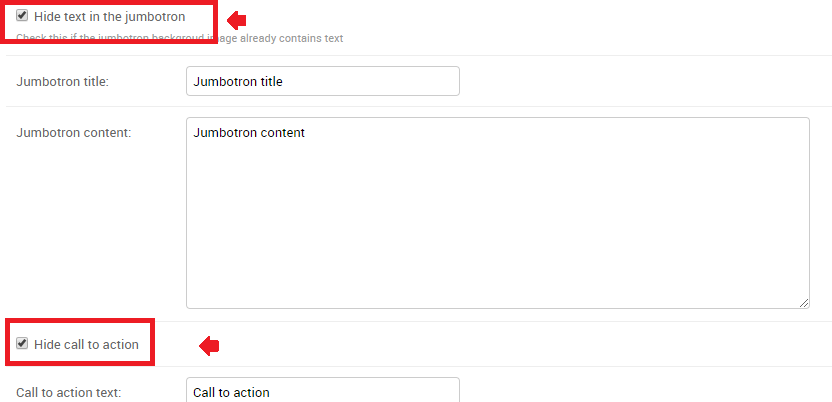 Hide text in the jumbotron
Check this if the jumbotron backgroud image already contains text
Jumbotron title: Jumbotron title
Jumbotron content: Jumbotron content
Hide call to action
Call to action text: Call to action